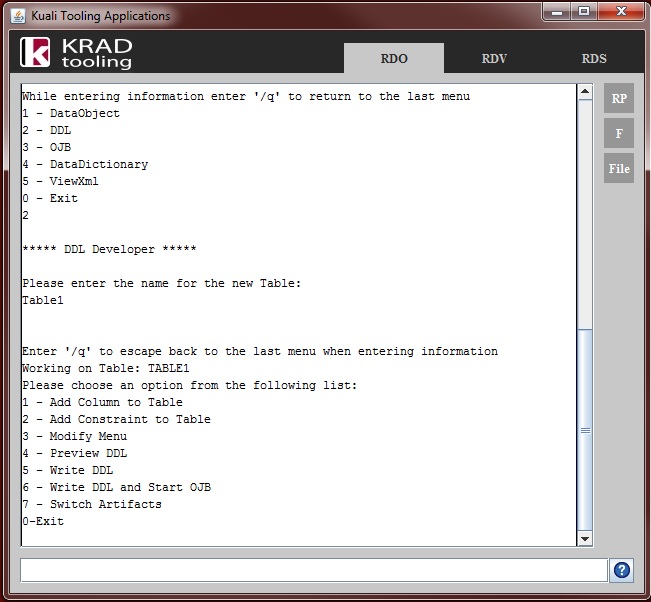 Kuali Tooling Applications
KRAD
tooling
RDO
RDV
RDS
While entering information enter '/q' to return to the last menu
1 - DataObject
2 - DDL
3 - OJB
4 - DataDictionary
5 - ViewXml
0 - Exit
2
***** DDL Developer *****
Please enter the name for the new Table:
Table1
Enter '/q' to escape back to the last menu when entering information
Working on Table: TABLE1
Please choose an option from the following list:
1 - Add Column to Table
2 - Add Constraint to Table
3 - Modify Menu
4 - Preview DDL
5 - Write DDL
6 - Write DDL and Start OJB
7 - Switch Artifacts
0-Exit
RP
F
File
?